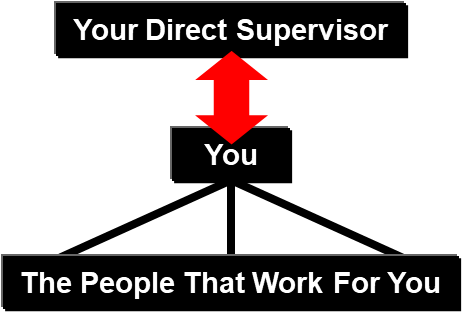 Your Direct Supervisor
You
The People That Work For You